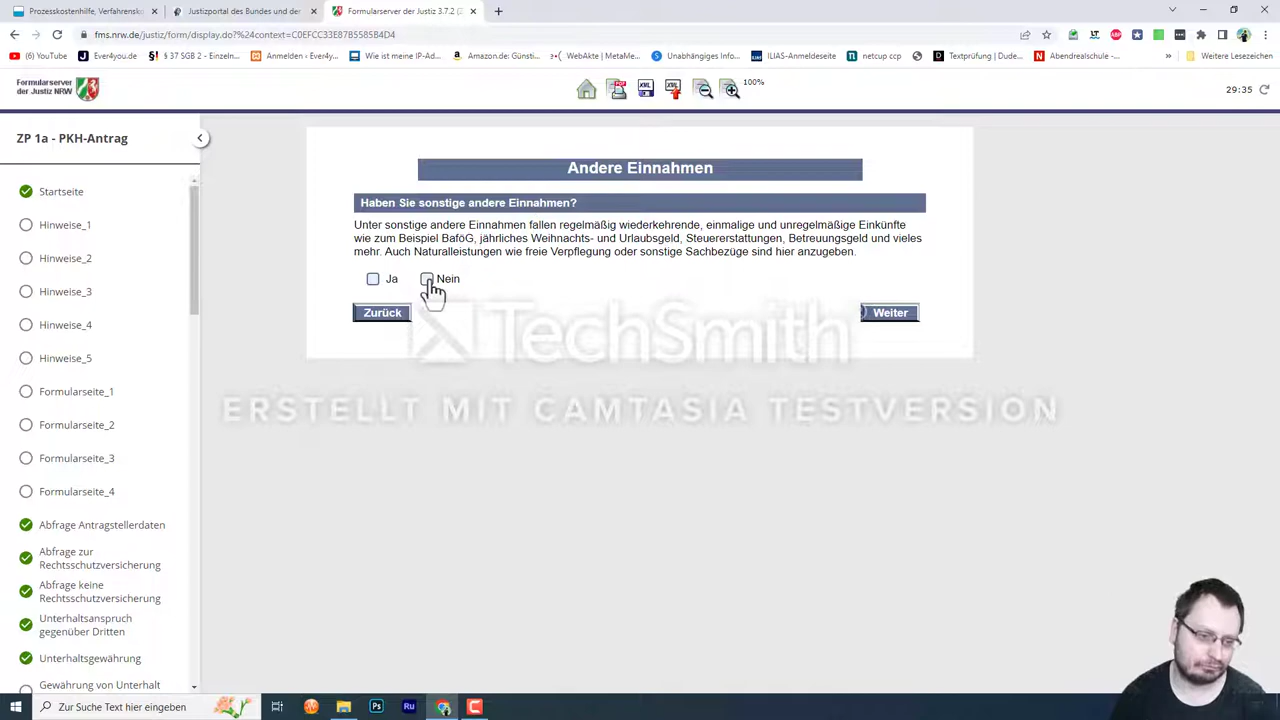 Prozesskostenhilfe, Verfahrenskos
Justizportal des Bundes und der
Formularserver der Justiz 3.7.2 (
fms.nrw.de/justiz/form/display.do?%24context=C0EFCC33E87B5585B4D4
(6) YouTube
Ever4you.de
§ 37 SGB 2 – Einzeln...
Anmelden ‹ Ever4y...
Wie ist meine IP-Ad...
Amazon.de: Günsti...
WebAkte | MetaMe...
Unabhängiges Info...
ILIAS-Anmeldeseite
netcup ccp
Textprüfung | Dude...
Abendrealschule –...
»
Weitere Lesezeichen
Formularserver
der Justiz NRW
100%
29:35
ZP 1a - PKH-Antrag
Startseite
Hinweise_1
Hinweise_2
Hinweise_3
Hinweise_4
Hinweise_5
Formularseite_1
Formularseite_2
Formularseite_3
Formularseite_4
Abfrage Antragstellerdaten
Abfrage zur
Rechtsschutzversicherung
Abfrage keine
Rechtsschutzversicherung
Unterhaltsanspruch
gegenüber Dritten
Unterhaltsgewährung
Gewährung von Unterhalt
Andere Einnahmen
Haben Sie sonstige andere Einnahmen?
Unter sonstige andere Einnahmen fallen regelmäßig wiederkehrende, einmalige und unregelmäßige Einkünfte
wie zum Beispiel BaföG, jährliches Weihnachts- und Urlaubsgeld, Steuererstattungen, Betreuungsgeld und vieles
mehr. Auch Naturalleistungen wie freie Verpflegung oder sonstige Sachbezüge sind hier anzugeben.
Ja Nein
Zurück Weiter
TechSmith
ERSTELLT MIT CAMTASIA TESTVERSION
Zur Suche Text hier eingeben
Ps
Ru